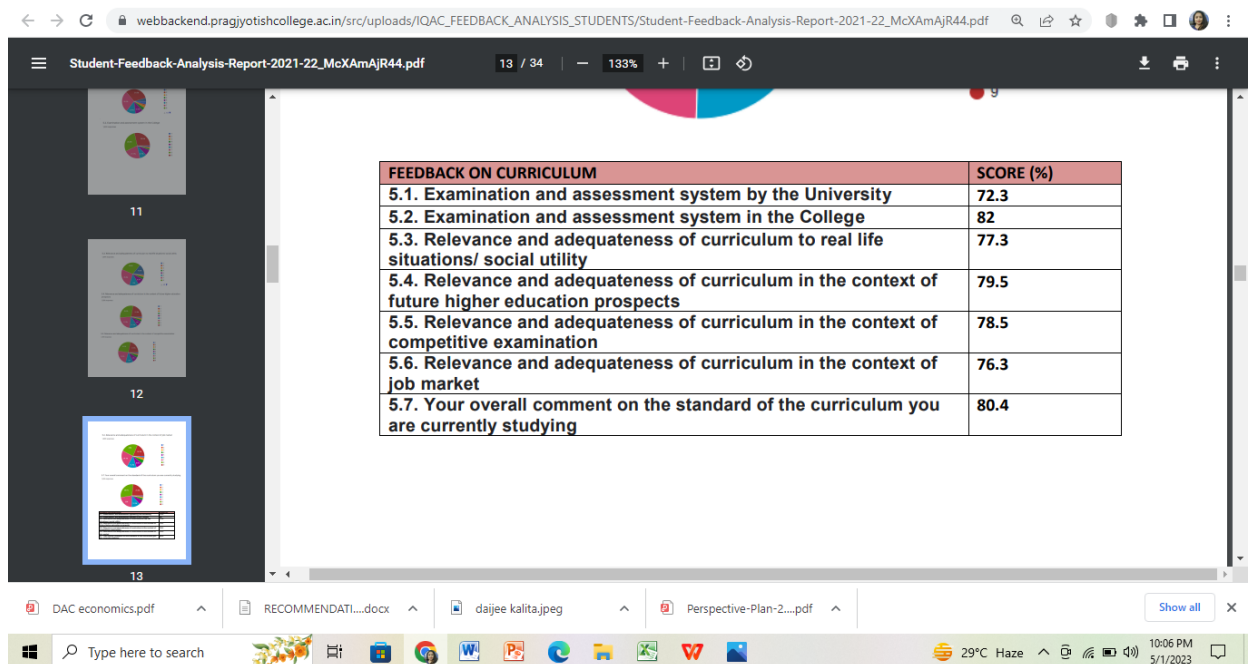 webbackend.pragjyotishcollege.ac.in/src/uploads/IQAC_FEEDBACK_ANALYSIS_STUDENTS/Student-Feedback-Analysis-Report-2021-22_McXAmAjR44.pdf
Student-Feedback-Analysis-Report-2021-22_McXAmAjR44.pdf
13 / 34
133%
11
12
13
9
FEEDBACK ON CURRICULUM SCORE (%)
5.1. Examination and assessment system by the University 72.3
5.2. Examination and assessment system in the College 82
5.3. Relevance and adequateness of curriculum to real life 77.3
situations/ social utility
5.4. Relevance and adequateness of curriculum in the context of 79.5
future higher education prospects
5.5. Relevance and adequateness of curriculum in the context of 78.5
competitive examination
5.6. Relevance and adequateness of curriculum in the context of 76.3
job market
5.7. Your overall comment on the standard of the curriculum you 80.4
are currently studying
DAC economics.pdf
RECOMMENDATI....docx
daijee kalita.jpeg
Perspective-Plan-2....pdf
Show all
Type here to search
29°C Haze
10:06 PM
5/1/2023